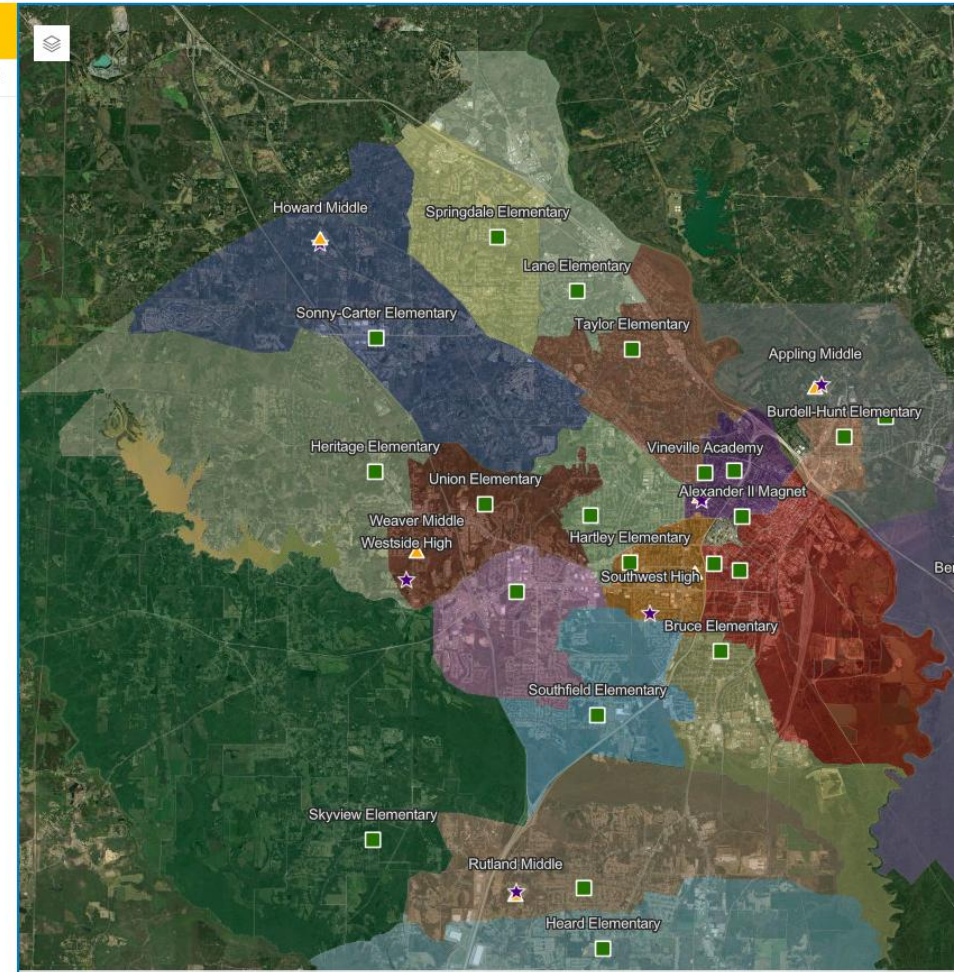 Howard Middle
Springdale Elementary
Lane Elementary
Sonny-Carter Elementary
Taylor Elementary
Appling Middle
Burdell-Hunt Elementary
Heritage Elementary
Vineville Academy
Union Elementary
Alexander II Magnet
Weaver Middle
Hartley Elementary
Westside High
Ber
Southwest High
Bruce Elementary
Southfield Elementary
Skyview Elementary
Rutland Middle
Heard Elementary